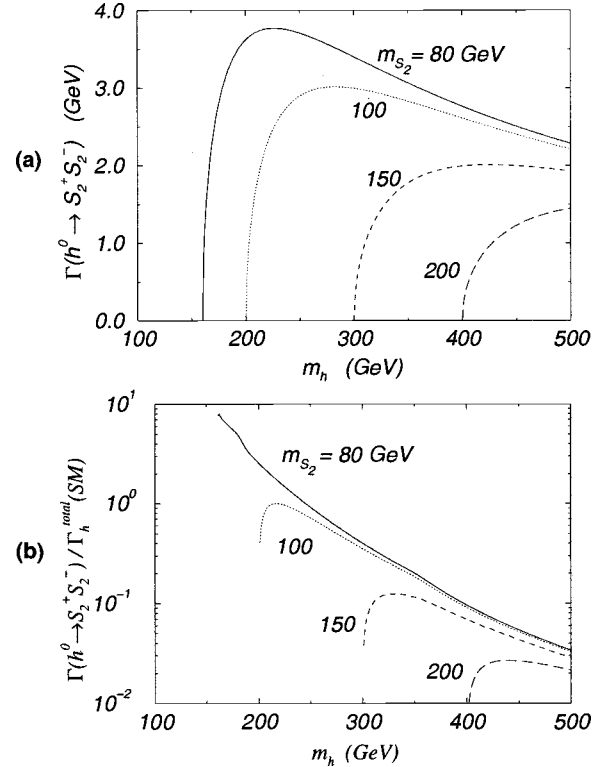 (a)
Γ(h⁰ → S₂⁺S₂⁻) (GeV)
4.0
3.0
2.0
1.0
0.0
m_{S₂} = 80 GeV
100
150
200
100 200 300 400 500
m_h (GeV)
(b)
Γ(h⁰→S₂⁺S₂⁻) / Γ_h^{total}(SM)
10¹
10⁰
10⁻¹
10⁻²
m_{S₂} = 80 GeV
100
150
200
100 200 300 400 500
m_h (GeV)